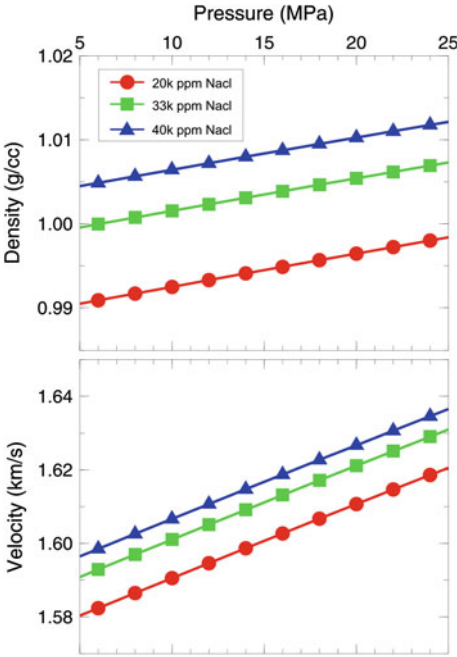 Pressure (MPa)
5 10 15 20 25
1.02
1.01
1.00
0.99
Density (g/cc)
20k ppm Nacl
33k ppm Nacl
40k ppm Nacl
1.64
1.62
1.60
1.58
Velocity (km/s)